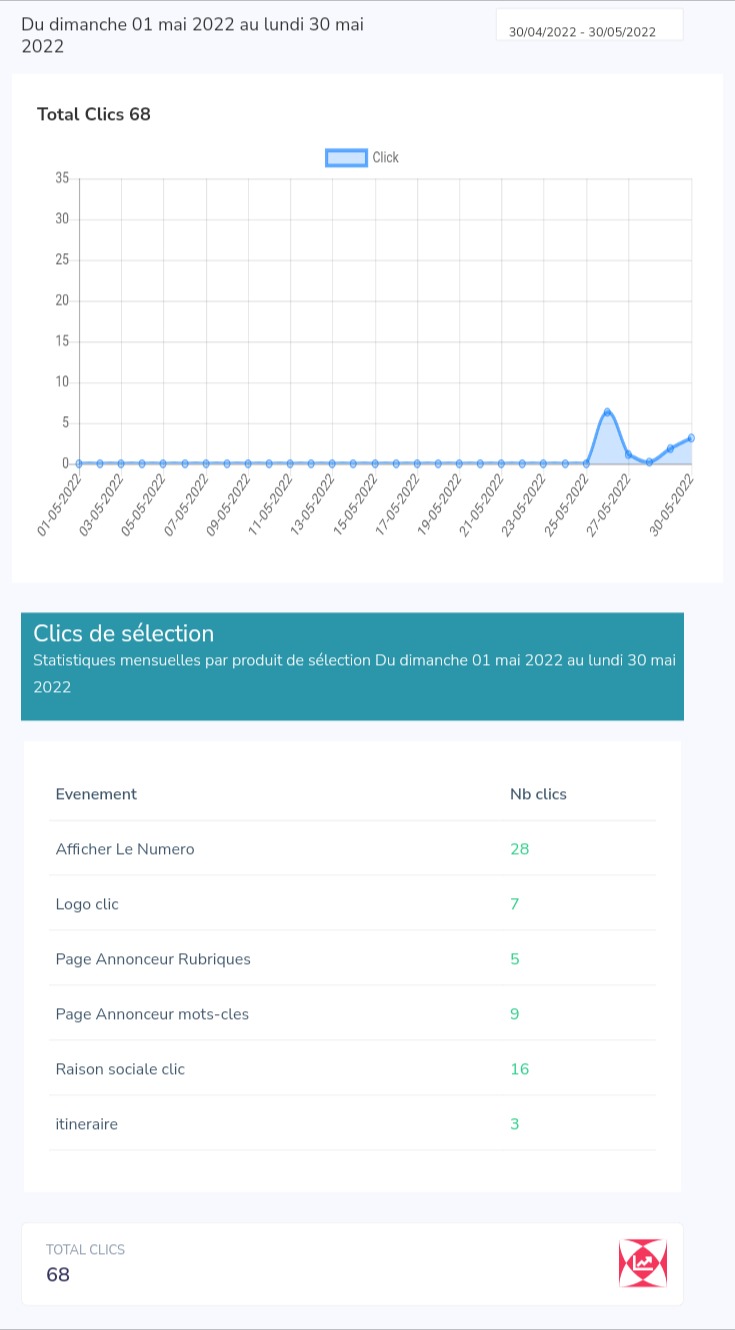 Du dimanche 01 mai 2022 au lundi 30 mai
2022
30/04/2022 - 30/05/2022
Total Clics 68
Click
35
30
25
20
15
10
5
0
01-05-2022
03-05-2022
05-05-2022
07-05-2022
09-05-2022
11-05-2022
13-05-2022
15-05-2022
17-05-2022
19-05-2022
21-05-2022
23-05-2022
25-05-2022
27-05-2022
30-05-2022
Clics de sélection
Statistiques mensuelles par produit de sélection Du dimanche 01 mai 2022 au lundi 30 mai
2022
Evenement Nb clics
Afficher Le Numero 28
Logo clic 7
Page Annonceur Rubriques 5
Page Annonceur mots-cles 9
Raison sociale clic 16
itineraire 3
TOTAL CLICS
68